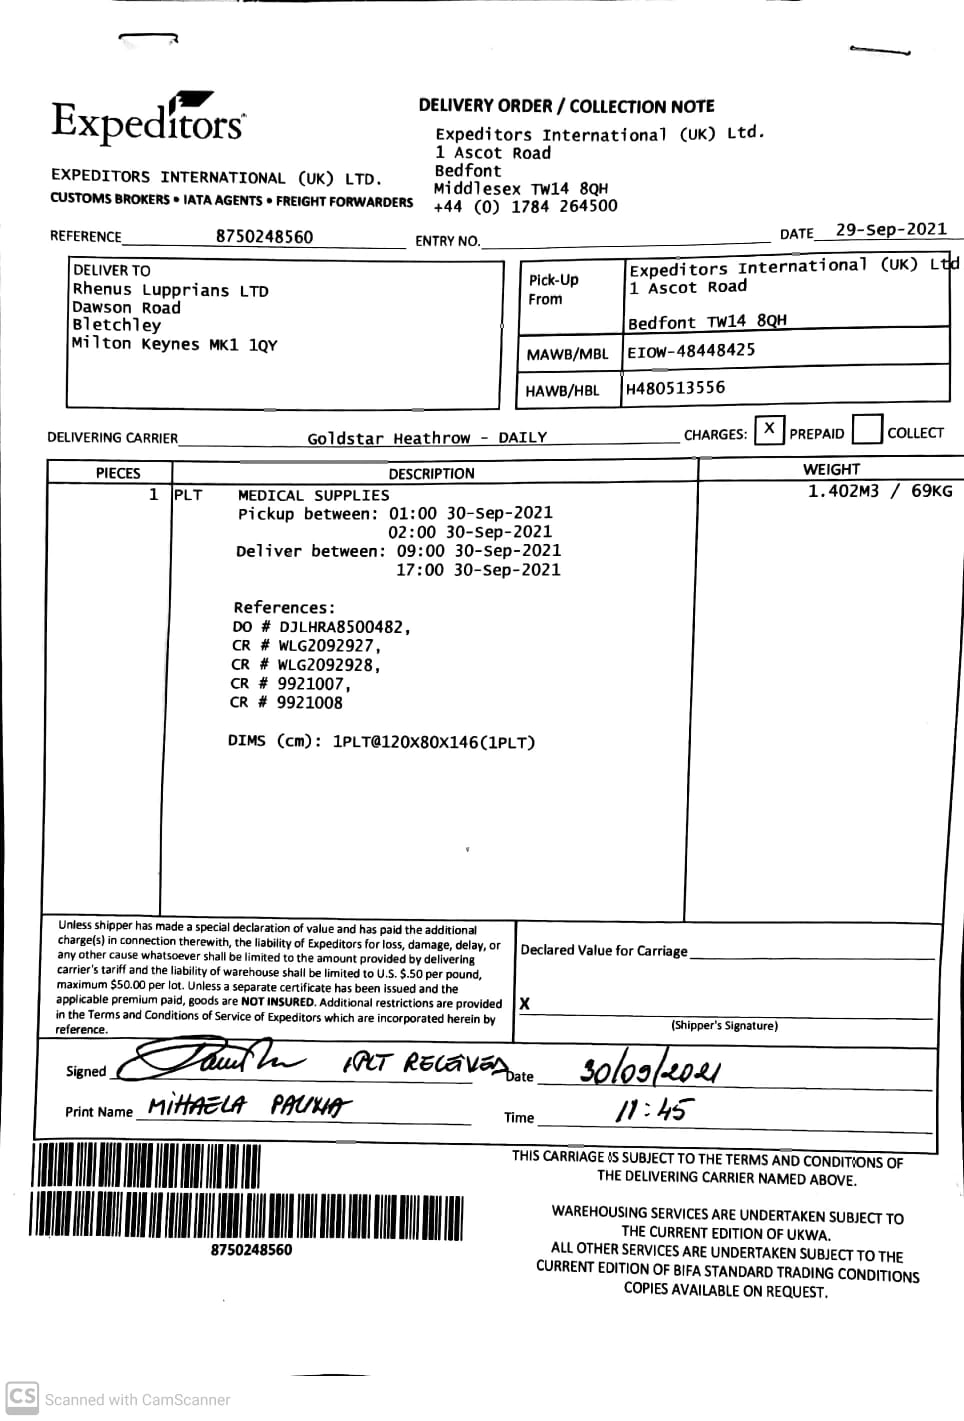 Expeditors
EXPEDITORS INTERNATIONAL (UK) LTD.
CUSTOMS BROKERS • IATA AGENTS • FREIGHT FORWARDERS
DELIVERY ORDER / COLLECTION NOTE
Expeditors International (UK) Ltd.
1 Ascot Road
Bedfont
Middlesex TW14 8QH
+44 (0) 1784 264500
REFERENCE 8750248560
ENTRY NO.
DATE 29-Sep-2021
DELIVER TO
Rhenus Lupprians LTD
Dawson Road
Bletchley
Milton Keynes MK1 1QY
Pick-Up
From
Expeditors International (UK) Ltd
1 Ascot Road
Bedfont TW14 8QH
MAWB/MBL EIOW-48448425
HAWB/HBL H480513556
DELIVERING CARRIER Goldstar Heathrow - DAILY
CHARGES: X PREPAID COLLECT
PIECES DESCRIPTION WEIGHT
1 PLT MEDICAL SUPPLIES 1.402M3 / 69KG
Pickup between: 01:00 30-Sep-2021
02:00 30-Sep-2021
Deliver between: 09:00 30-Sep-2021
17:00 30-Sep-2021
References:
DO # DJLHRA8500482,
CR # WLG2092927,
CR # WLG2092928,
CR # 9921007,
CR # 9921008
DIMS (cm): 1PLT@120X80X146(1PLT)
Unless shipper has made a special declaration of value and has paid the additional
charge(s) in connection therewith, the liability of Expeditors for loss, damage, delay, or
any other cause whatsoever shall be limited to the amount provided by delivering
carrier's tariff and the liability of warehouse shall be limited to U.S. $.50 per pound,
maximum $50.00 per lot. Unless a separate certificate has been issued and the
applicable premium paid, goods are NOT INSURED. Additional restrictions are provided
in the Terms and Conditions of Service of Expeditors which are incorporated herein by
reference.
Declared Value for Carriage
X
(Shipper's Signature)
Signed 1PLT RECEIVED
Date 30/09/2021
Print Name MIHAELA
Time 11:45
8750248560
THIS CARRIAGE IS SUBJECT TO THE TERMS AND CONDITIONS OF
THE DELIVERING CARRIER NAMED ABOVE.
WAREHOUSING SERVICES ARE UNDERTAKEN SUBJECT TO
THE CURRENT EDITION OF UKWA.
ALL OTHER SERVICES ARE UNDERTAKEN SUBJECT TO THE
CURRENT EDITION OF BIFA STANDARD TRADING CONDITIONS
COPIES AVAILABLE ON REQUEST.
CS Scanned with CamScanner